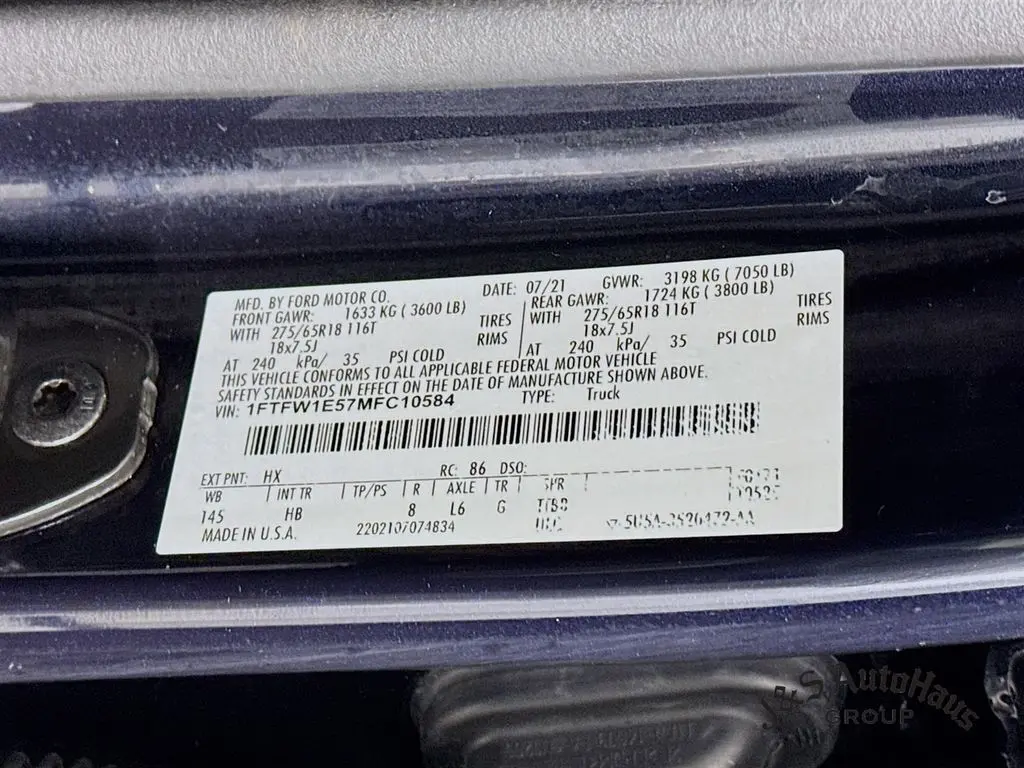 MFD. BY FORD MOTOR CO. DATE: 07/21 GVWR: 3198 KG ( 7050 LB)
FRONT GAWR: 1633 KG ( 3600 LB) REAR GAWR: 1724 KG ( 3800 LB)
WITH 275/65R18 116T TIRES WITH 275/65R18 116T TIRES
18x7.5J RIMS 18x7.5J RIMS
AT 240 kPa/ 35 PSI COLD AT 240 kPa/ 35 PSI COLD
THIS VEHICLE CONFORMS TO ALL APPLICABLE FEDERAL MOTOR VEHICLE
SAFETY STANDARDS IN EFFECT ON THE DATE OF MANUFACTURE SHOWN ABOVE.
VIN: 1FTFW1E57MFC10584 TYPE: Truck
EXT PNT: HX RC: 86 DSO:
WB INT TR TP/PS R AXLE TR SPR
145 HB 8 L6 G
MADE IN U.S.A. 2202107074834
AutoHaus
GROUP